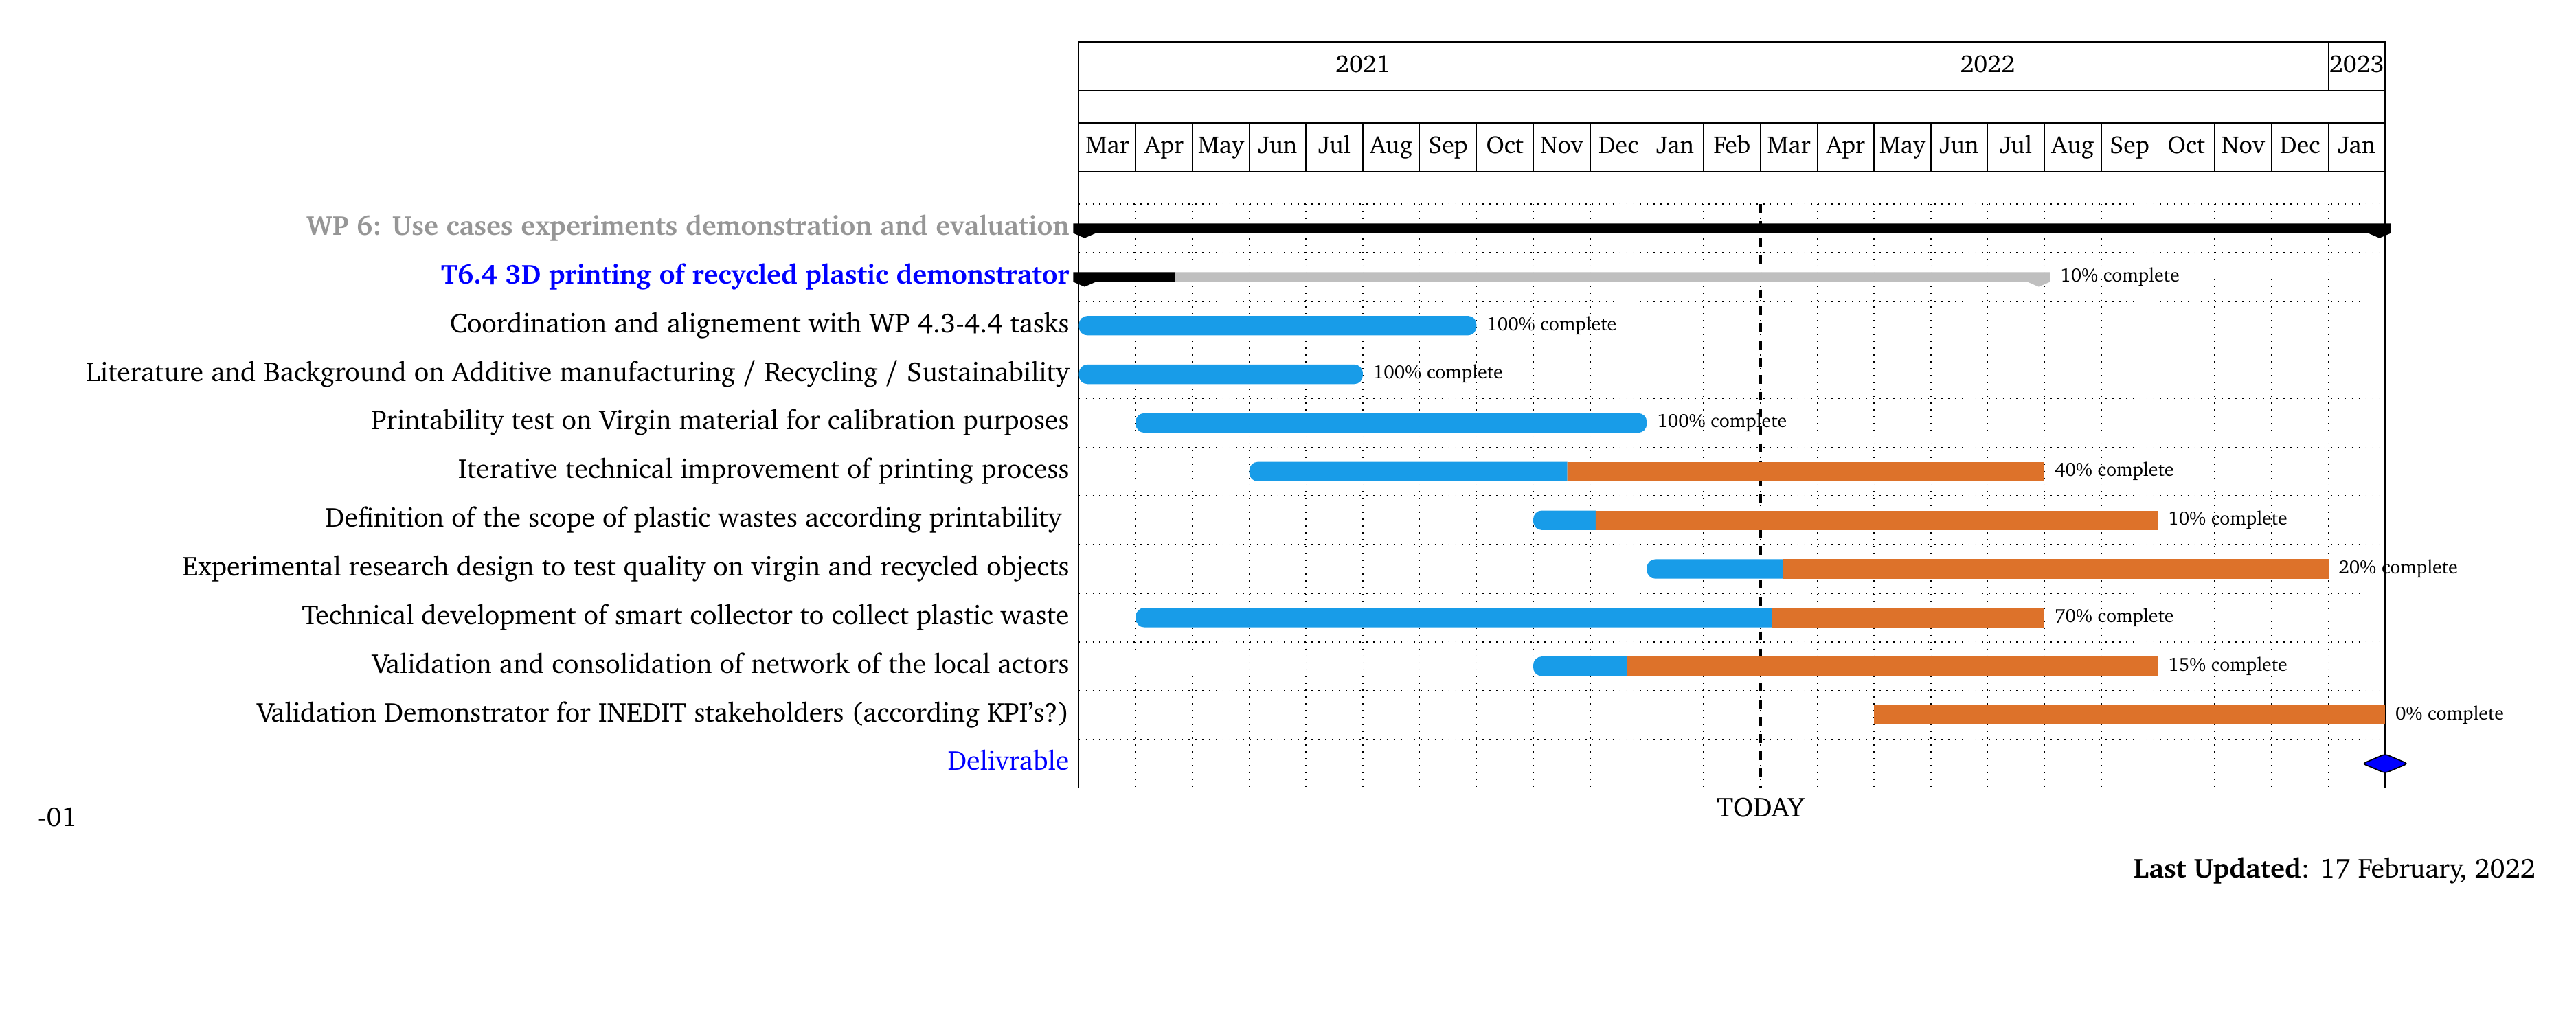 2021 2022 2023
Mar Apr May Jun Jul Aug Sep Oct Nov Dec Jan Feb Mar Apr May Jun Jul Aug Sep Oct Nov Dec Jan
WP 6: Use cases experiments demonstration and evaluation
T6.4 3D printing of recycled plastic demonstrator 10% complete
Coordination and alignement with WP 4.3-4.4 tasks 100% complete
Literature and Background on Additive manufacturing / Recycling / Sustainability 100% complete
Printability test on Virgin material for calibration purposes 100% complete
Iterative technical improvement of printing process 40% complete
Definition of the scope of plastic wastes according printability 10% complete
Experimental research design to test quality on virgin and recycled objects 20% complete
Technical development of smart collector to collect plastic waste 70% complete
Validation and consolidation of network of the local actors 15% complete
Validation Demonstrator for INEDIT stakeholders (according KPI’s?) 0% complete
Delivrable
TODAY
-01
Last Updated: 17 February, 2022